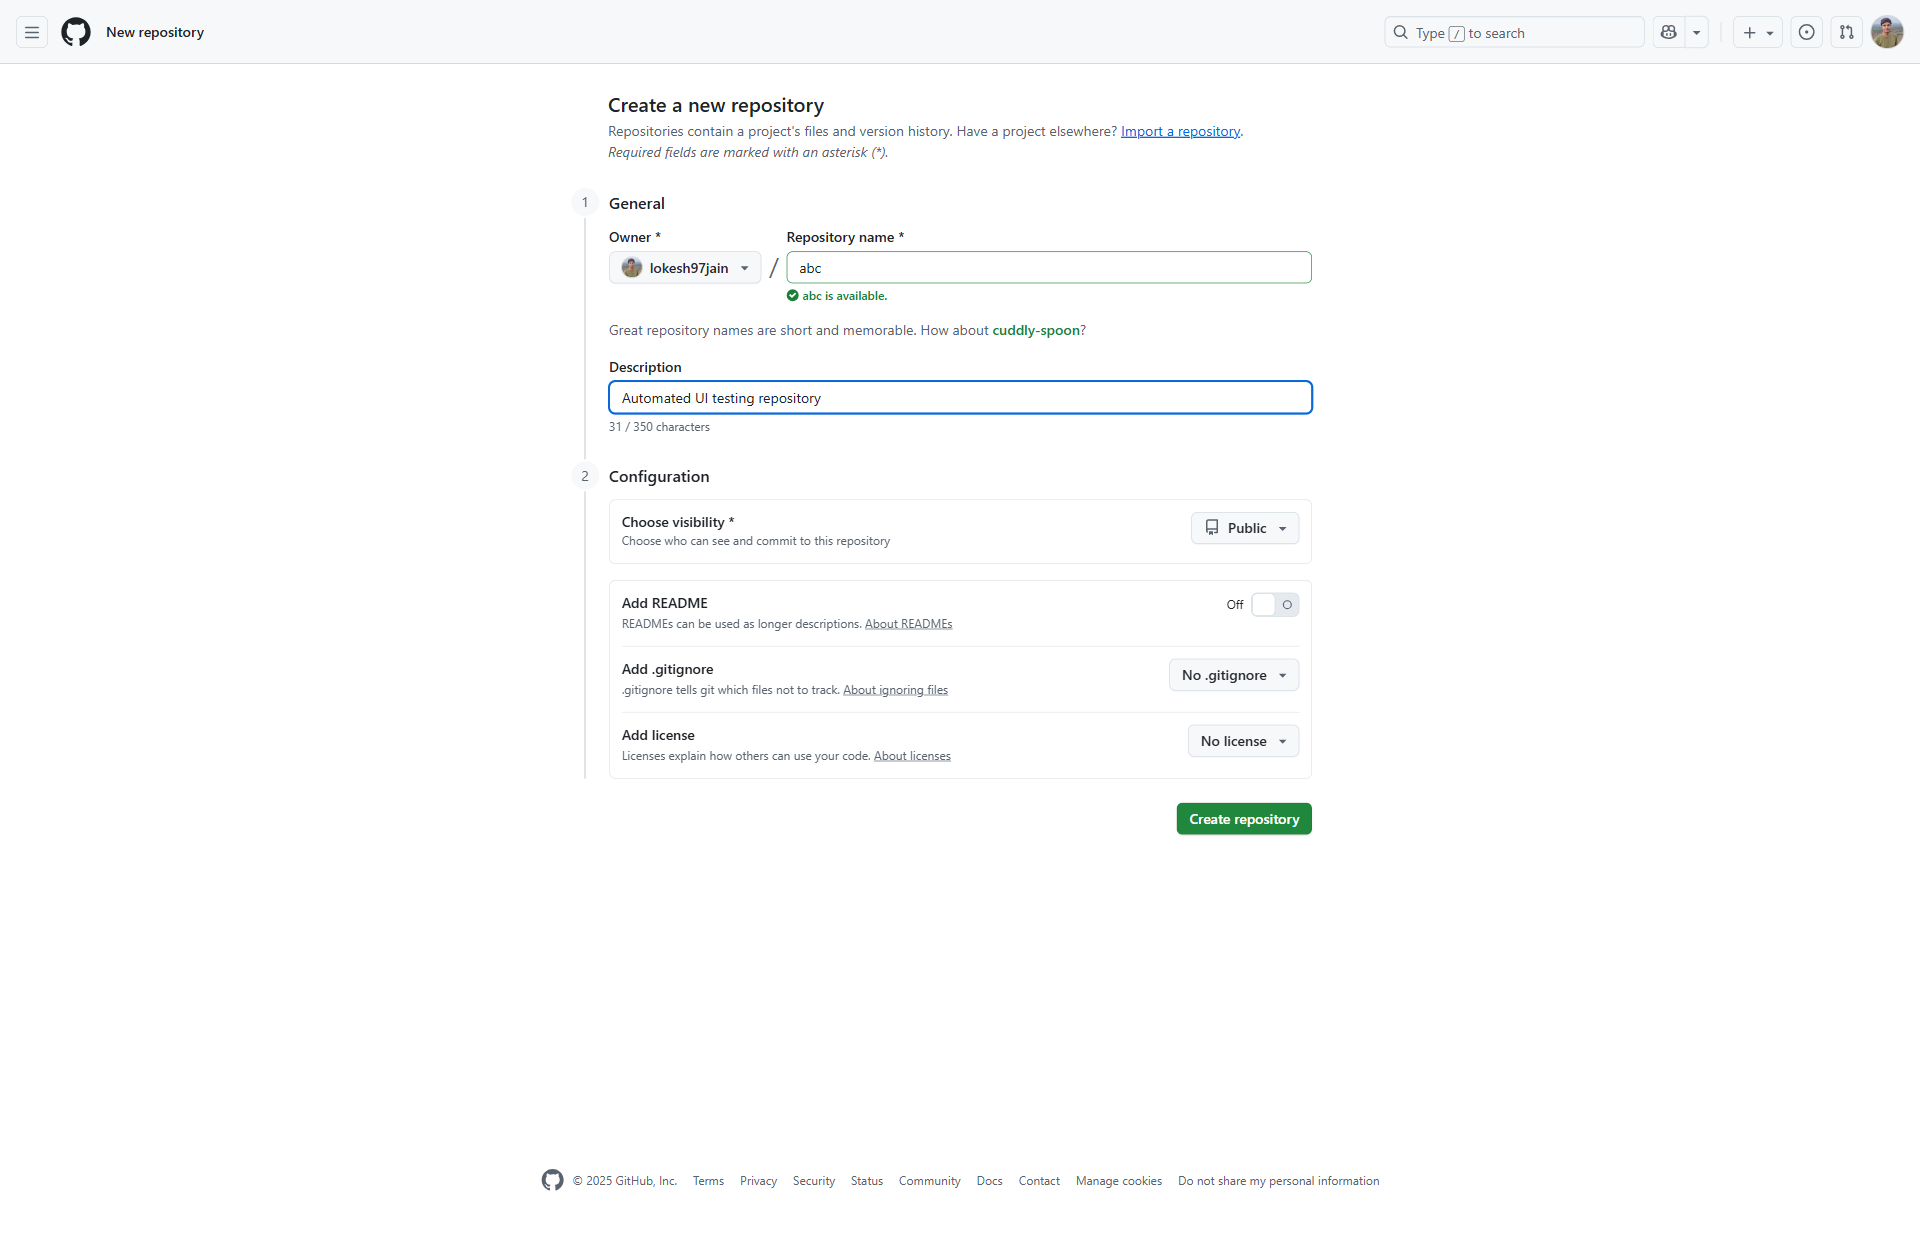 New repository
Type / to search
Create a new repository
Repositories contain a project's files and version history. Have a project elsewhere? Import a repository.
Required fields are marked with an asterisk (*).
1 General
Owner * Repository name *
lokesh97jain / abc
abc is available.
Great repository names are short and memorable. How about cuddly-spoon?
Description
Automated UI testing repository
31 / 350 characters
2 Configuration
Choose visibility *
Choose who can see and commit to this repository
Public
Add README
READMEs can be used as longer descriptions. About READMEs
Off
Add .gitignore
.gitignore tells git which files not to track. About ignoring files
No .gitignore
Add license
Licenses explain how others can use your code. About licenses
No license
Create repository
© 2025 GitHub, Inc. Terms Privacy Security Status Community Docs Contact Manage cookies Do not share my personal information